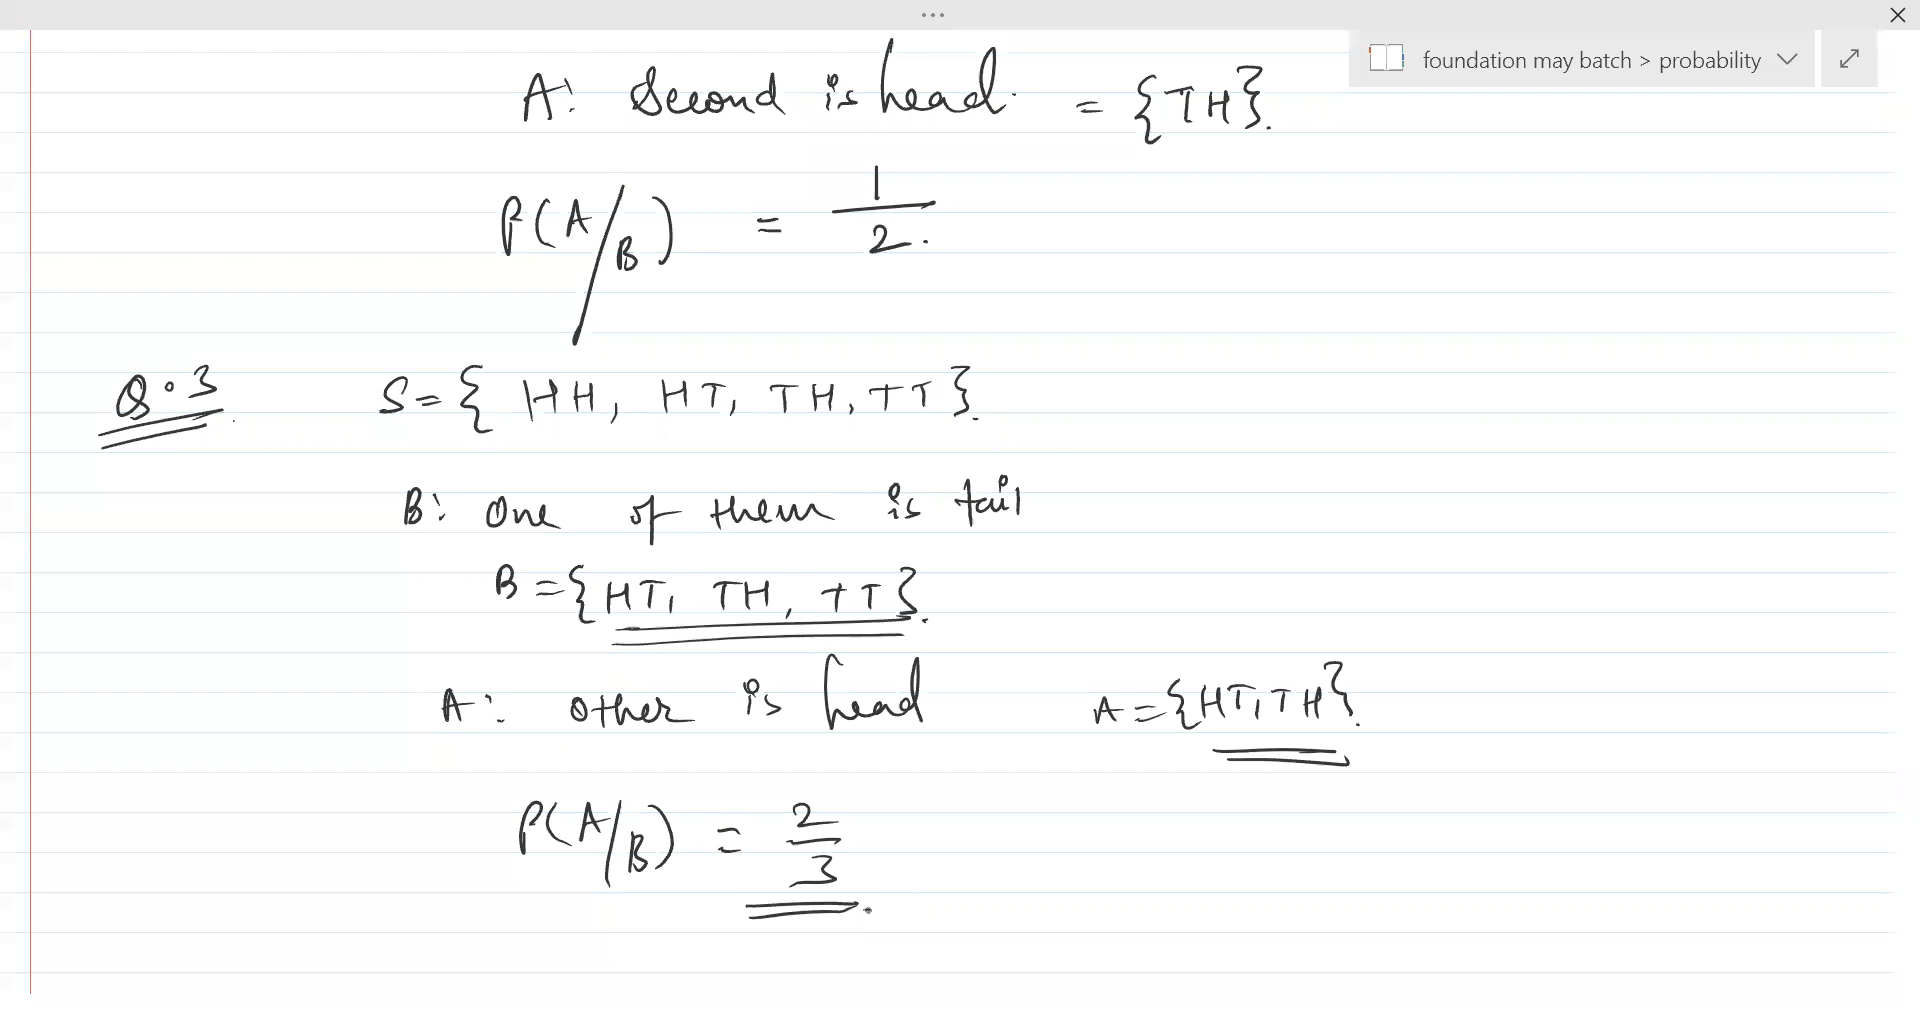 foundation may batch > probability
A: Second is head. = {TH}.
P(A/B) = 1/2.
Q.3 S={ HH, HT, TH, TT}.
B: One of them is tail
B={HT, TH, TT}.
A: other is head A={HT, TH}.
P(A/B) = 2/3.